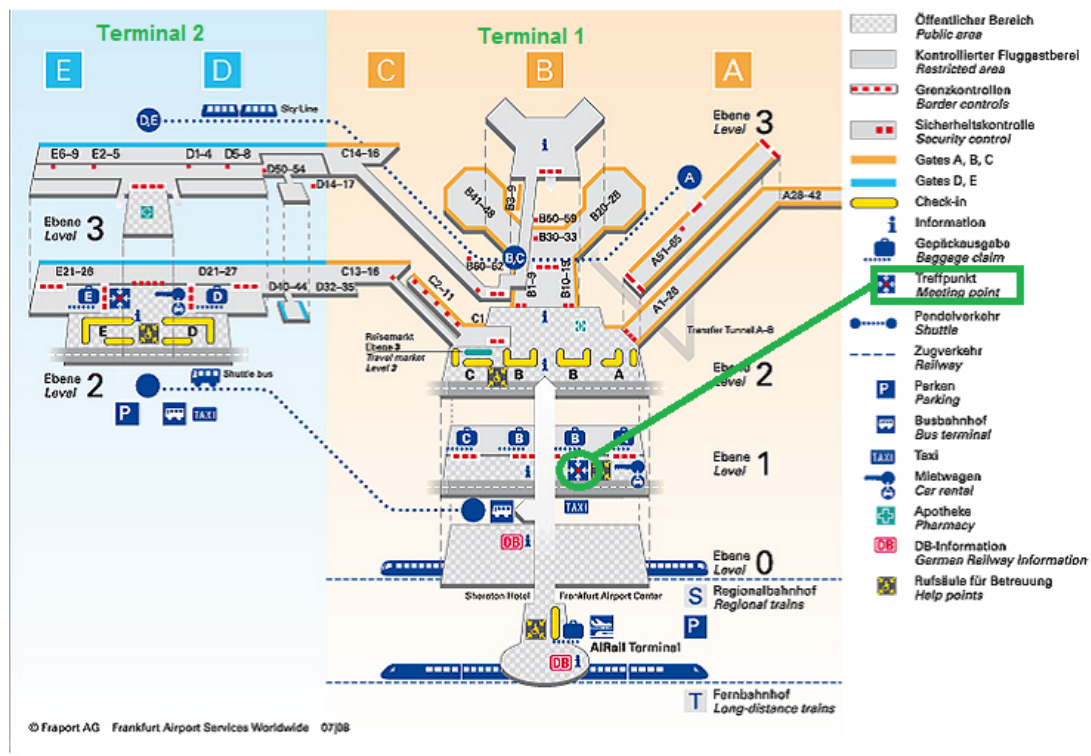 Terminal 2
Terminal 1
E
D
C
B
A
Sky Line
D,E
E6–9
E2–5
D1–4
D5–8
D50–54
D14–17
C14–16
Ebene
Level 3
E21–26
D21–27
D40–44
D32–35
C13–16
E
D
E
D
Ebene
Level 2
Shuttle bus
P
TAXI
Ebene
Level 3
A
A28–42
B3–9
B41–48
B20–28
B50–59
B30–33
B,C
B60–62
B1–9
B10–19
A51–65
A1–28
C2–11
C1
Transfer Tunnel A–B
Reisemarkt
Ebene 3
Travel market
Level 3
C
B
B
A
Ebene
Level 2
C
B
B
Ebene
Level 1
TAXI
DB
Ebene
Level 0
Sheraton Hotel
Frankfurt Airport Center
S
Regionalbahnhof
Regional trains
P
AIRail Terminal
DB
T
Fernbahnhof
Long-distance trains
© Fraport AG Frankfurt Airport Services Worldwide 07|08
Öffentlicher Bereich
Public area
Kontrollierter Fluggastberei
Restricted area
Grenzkontrollen
Border controls
Sicherheitskontrolle
Security control
Gates A, B, C
Gates D, E
Check-in
i Information
Gepäckausgabe
Baggage claim
Treffpunkt
Meeting point
Pendelverkehr
Shuttle
Zugverkehr
Railway
P Parken
Parking
Busbahnhof
Bus terminal
TAXI Taxi
Mietwagen
Car rental
Apotheke
Pharmacy
DB DB-Information
German Railway Information
Rufsäule für Betreuung
Help points